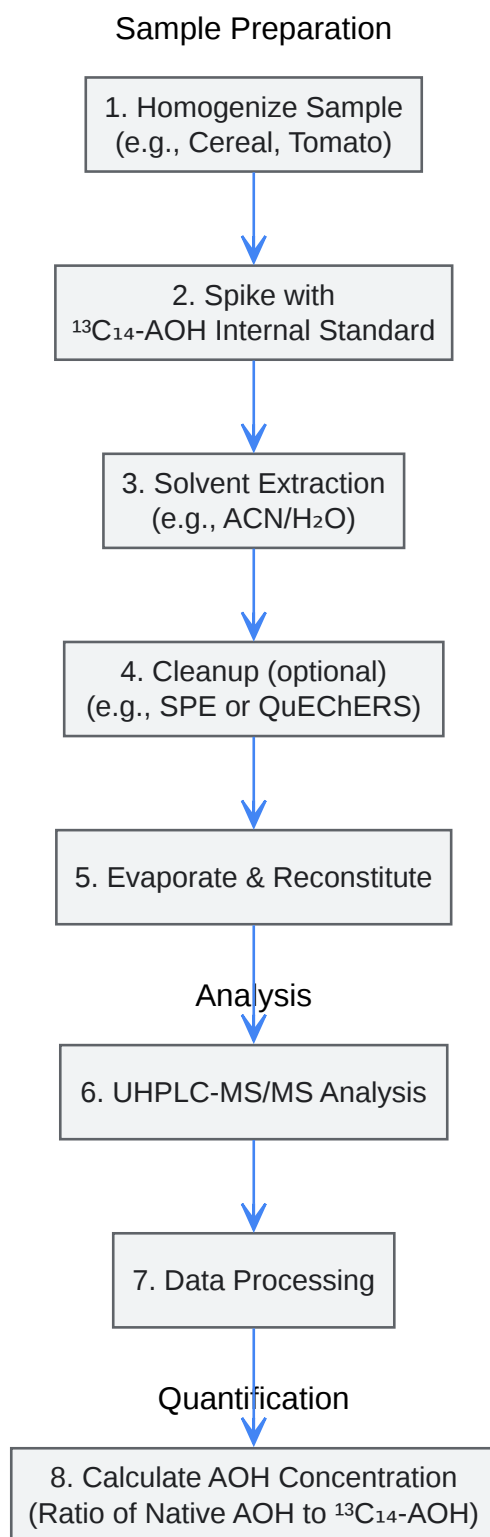 Sample Preparation
1. Homogenize Sample
(e.g., Cereal, Tomato)
2. Spike with
¹³C₁₄-AOH Internal Standard
3. Solvent Extraction
(e.g., ACN/H₂O)
4. Cleanup (optional)
(e.g., SPE or QuEChERS)
5. Evaporate & Reconstitute
Analysis
6. UHPLC-MS/MS Analysis
7. Data Processing
Quantification
8. Calculate AOH Concentration
(Ratio of Native AOH to ¹³C₁₄-AOH)